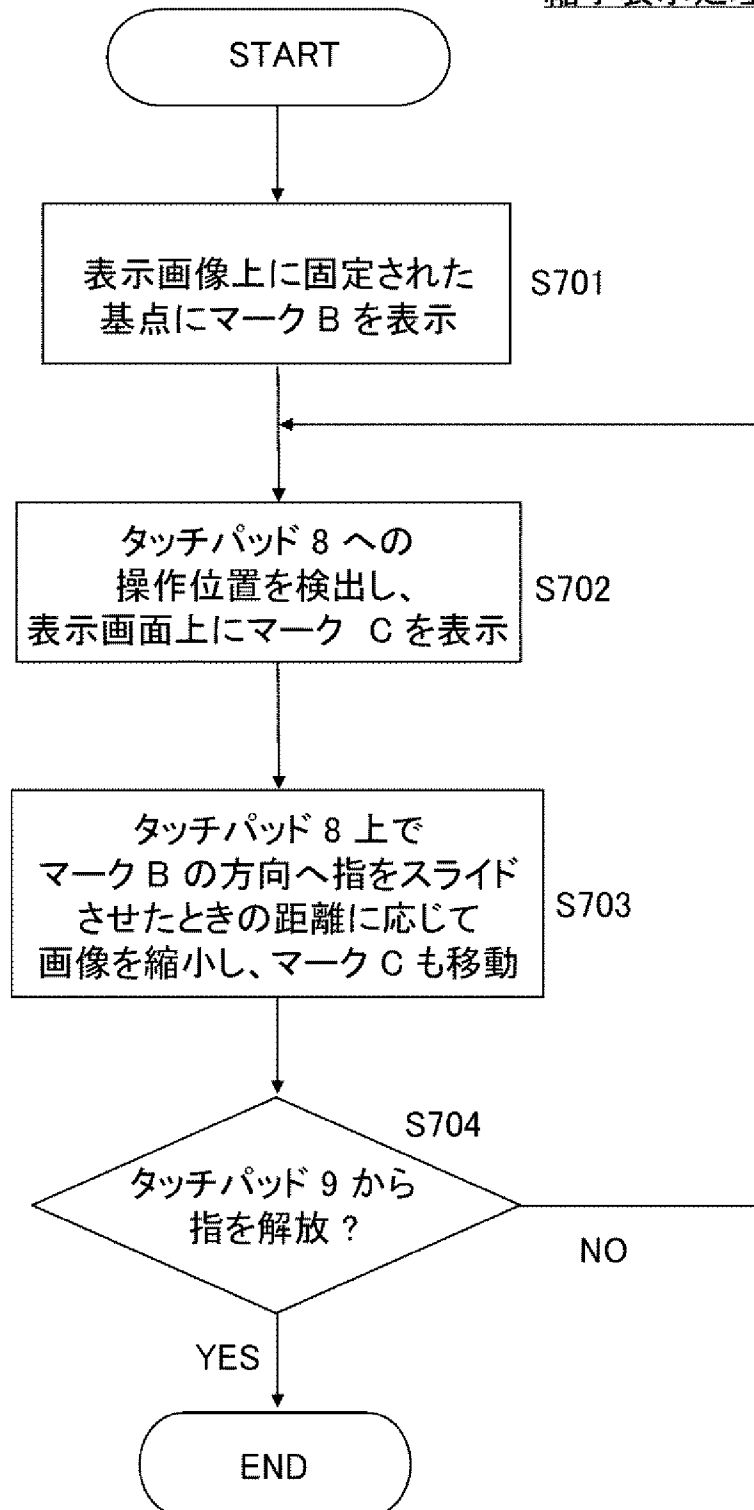 START
表示画像上に固定された
基点にマーク B を表示
S701
タッチパッド 8 への
操作位置を検出し、
表示画面上にマーク C を表示
S702
タッチパッド 8 上で
マーク B の方向へ指をスライド
させたときの距離に応じて
画像を縮小し、マーク C も移動
S703
S704
タッチパッド 9 から
指を解放？
NO
YES
END